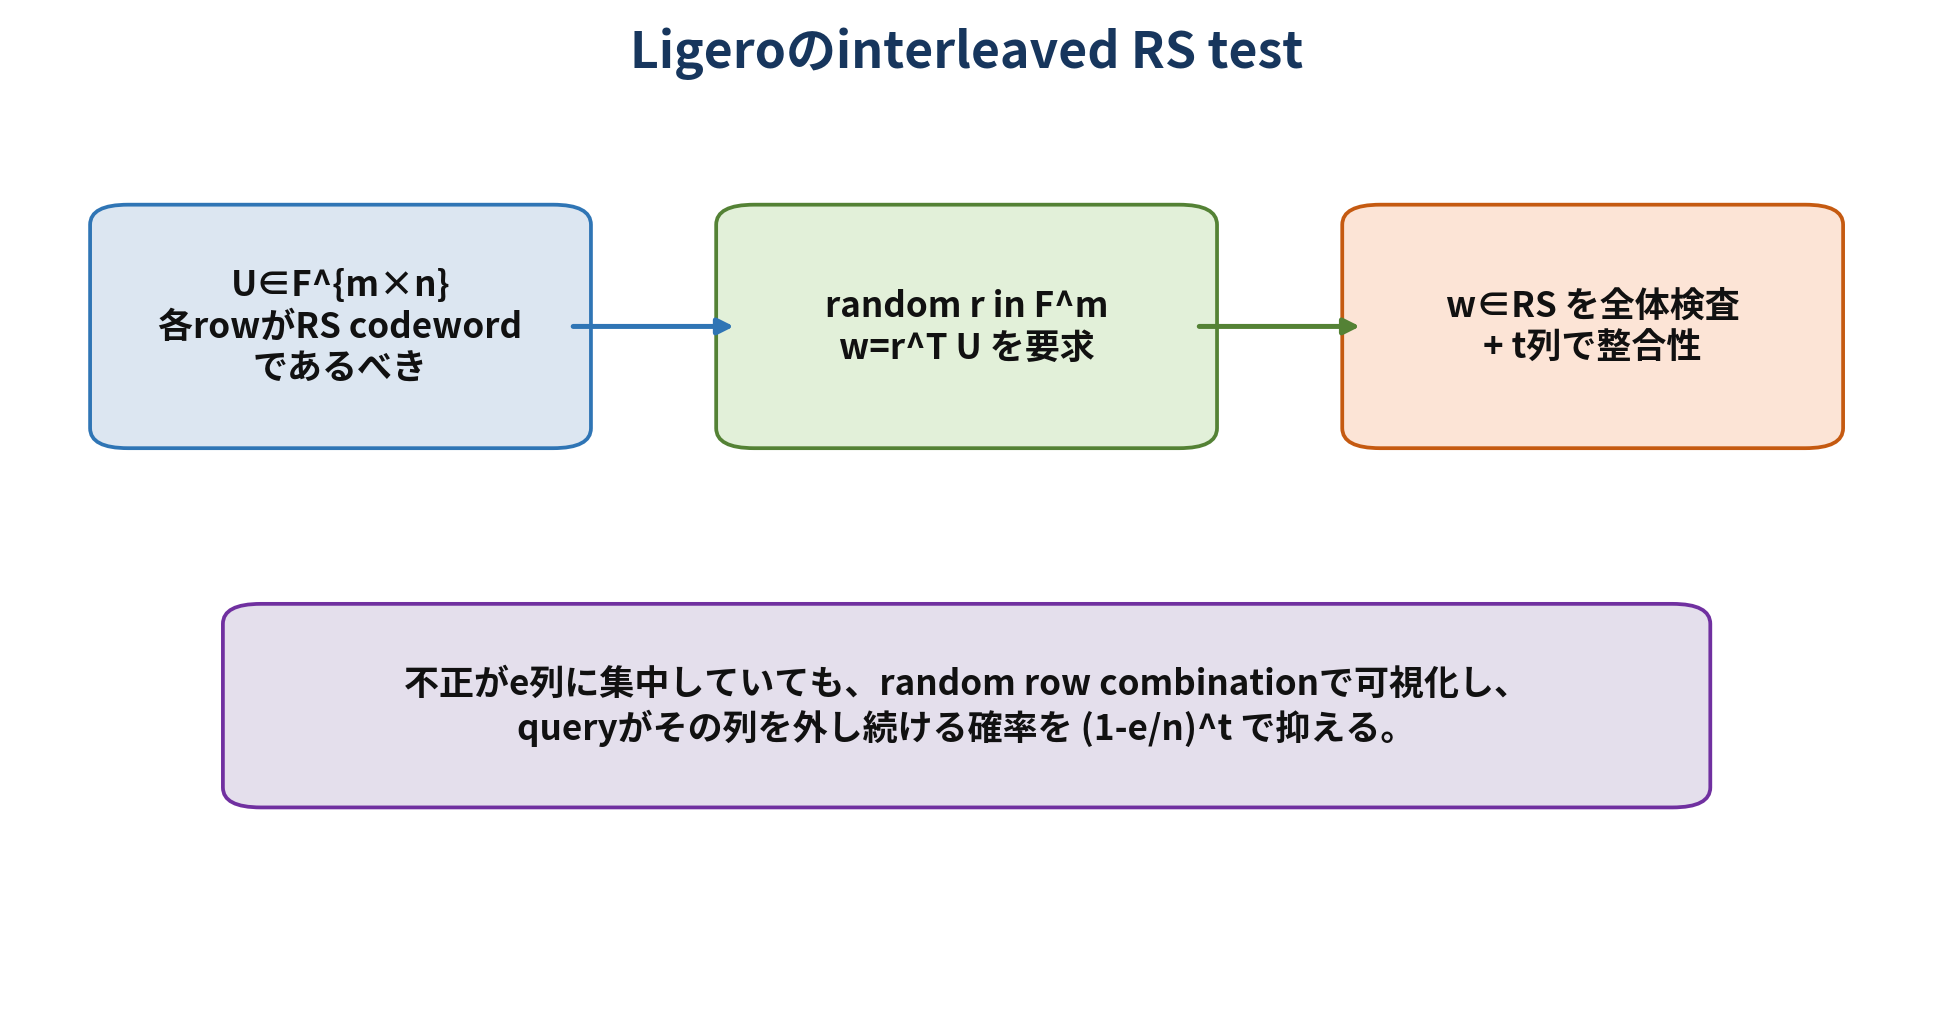 Ligeroのinterleaved RS test
U∈F^{m×n}
各rowがRS codeword
であるべき
random r in F^m
w=r^T U を要求
w∈RS を全体検査
+ t列で整合性
不正がe列に集中していても、random row combinationで可視化し、
queryがその列を外し続ける確率を (1-e/n)^t で抑える。